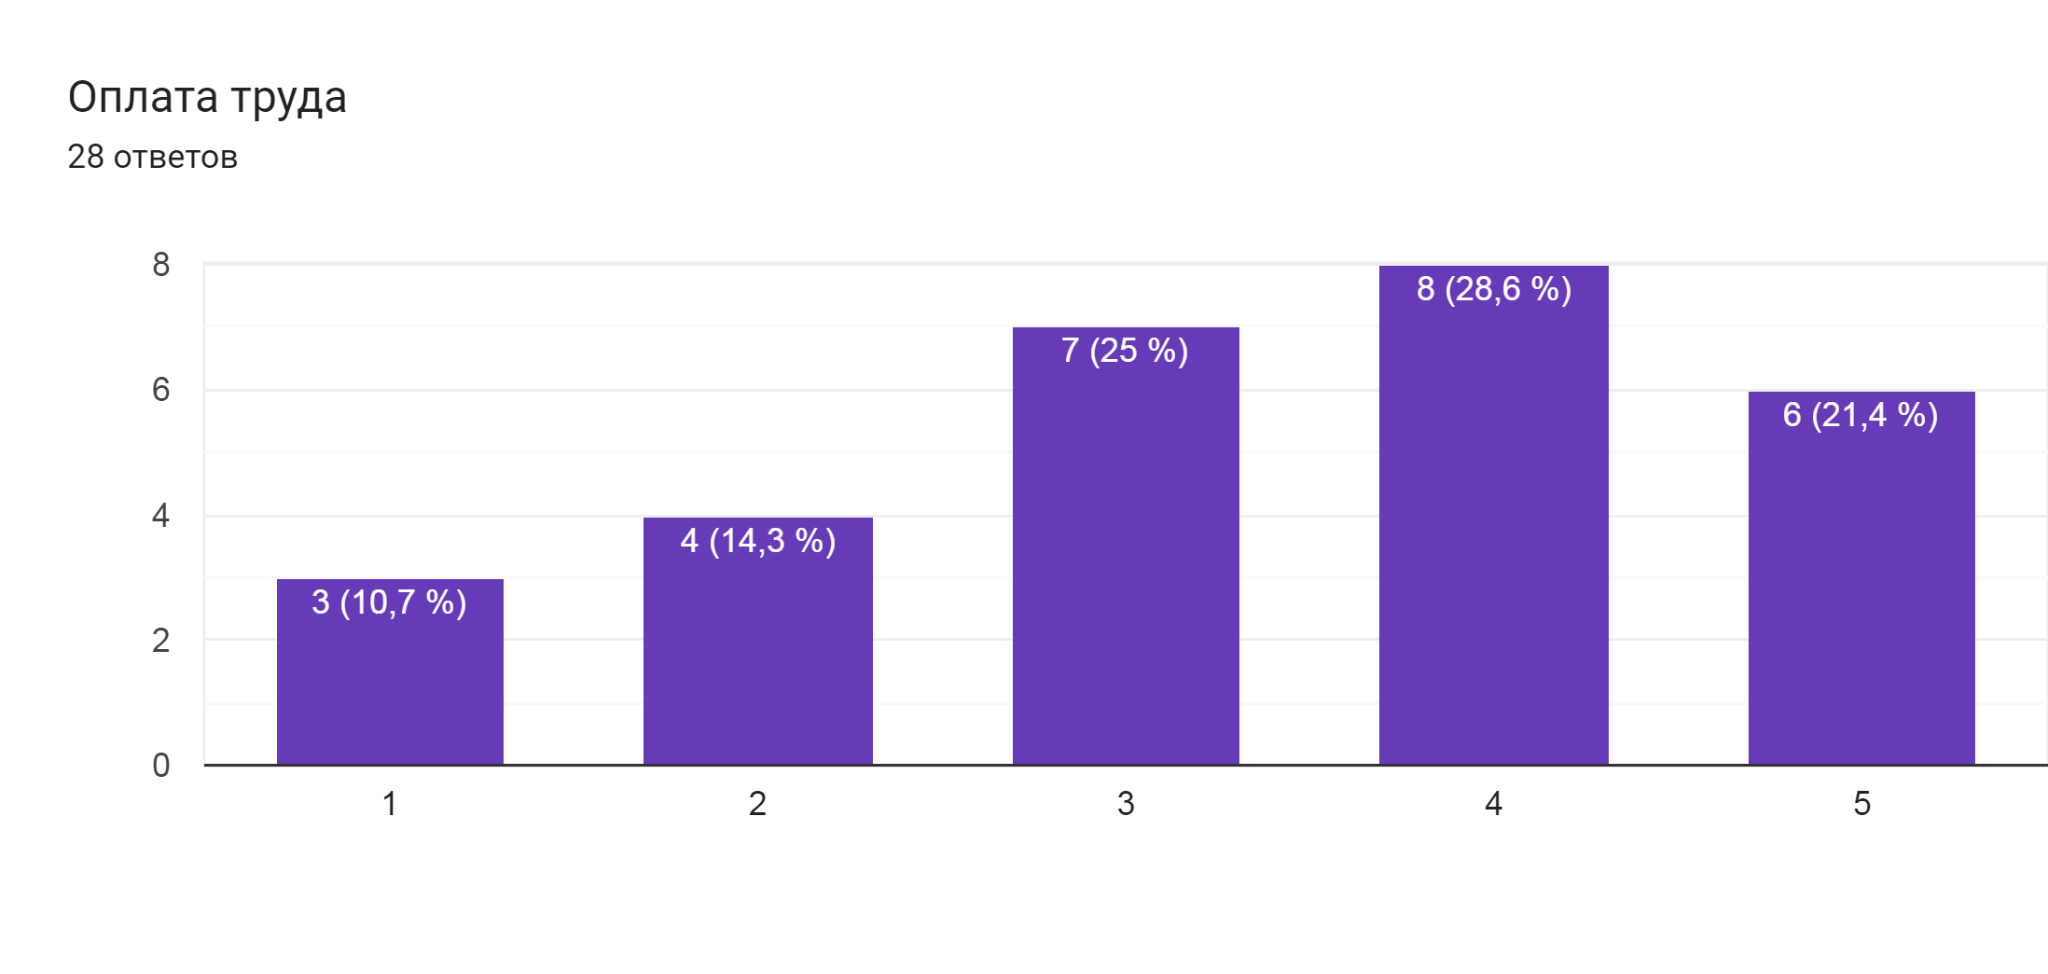 Оплата труда
28 ответов
8
6
4
2
0
3 (10,7 %)
4 (14,3 %)
7 (25 %)
8 (28,6 %)
6 (21,4 %)
1
2
3
4
5